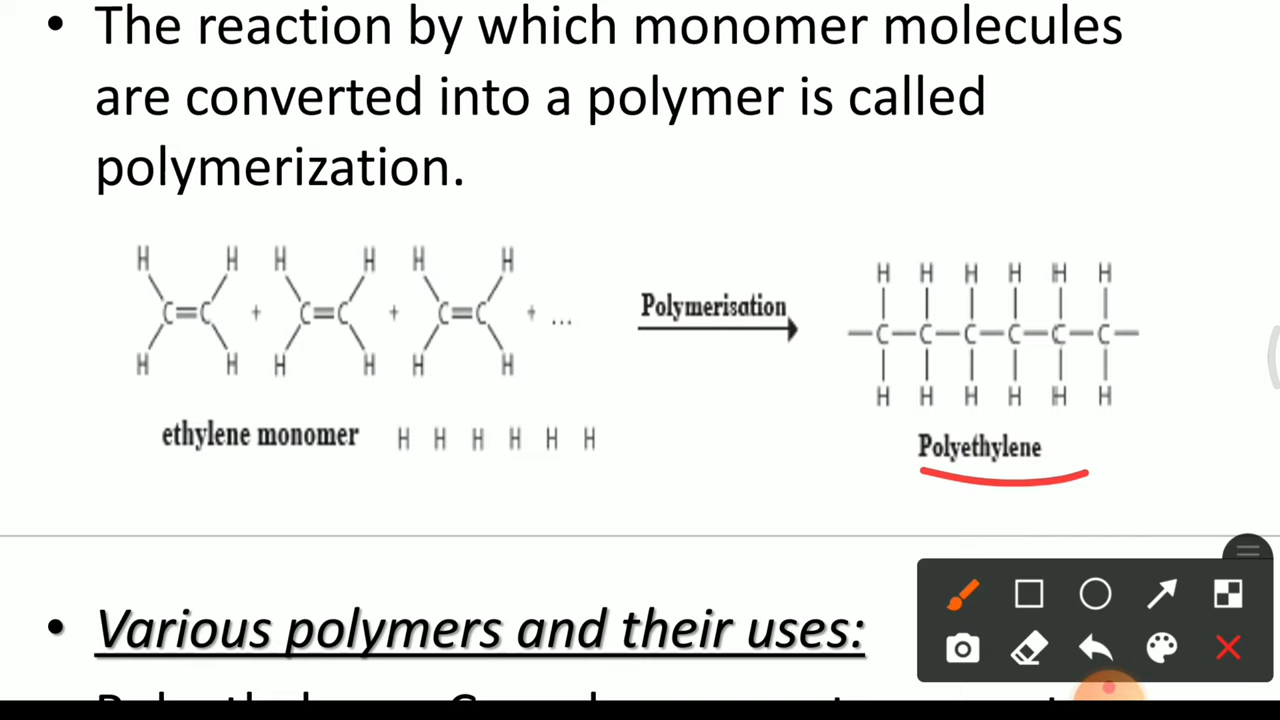 • The reaction by which monomer molecules
are converted into a polymer is called
polymerization.
H H H H H H
C=C + C=C + C=C + ...
H H H H H H
Polymerisation
H H H H H H
—C—C—C—C—C—C—
H H H H H H
ethylene monomer H H H H H H
Polyethylene
• Various polymers and their uses: